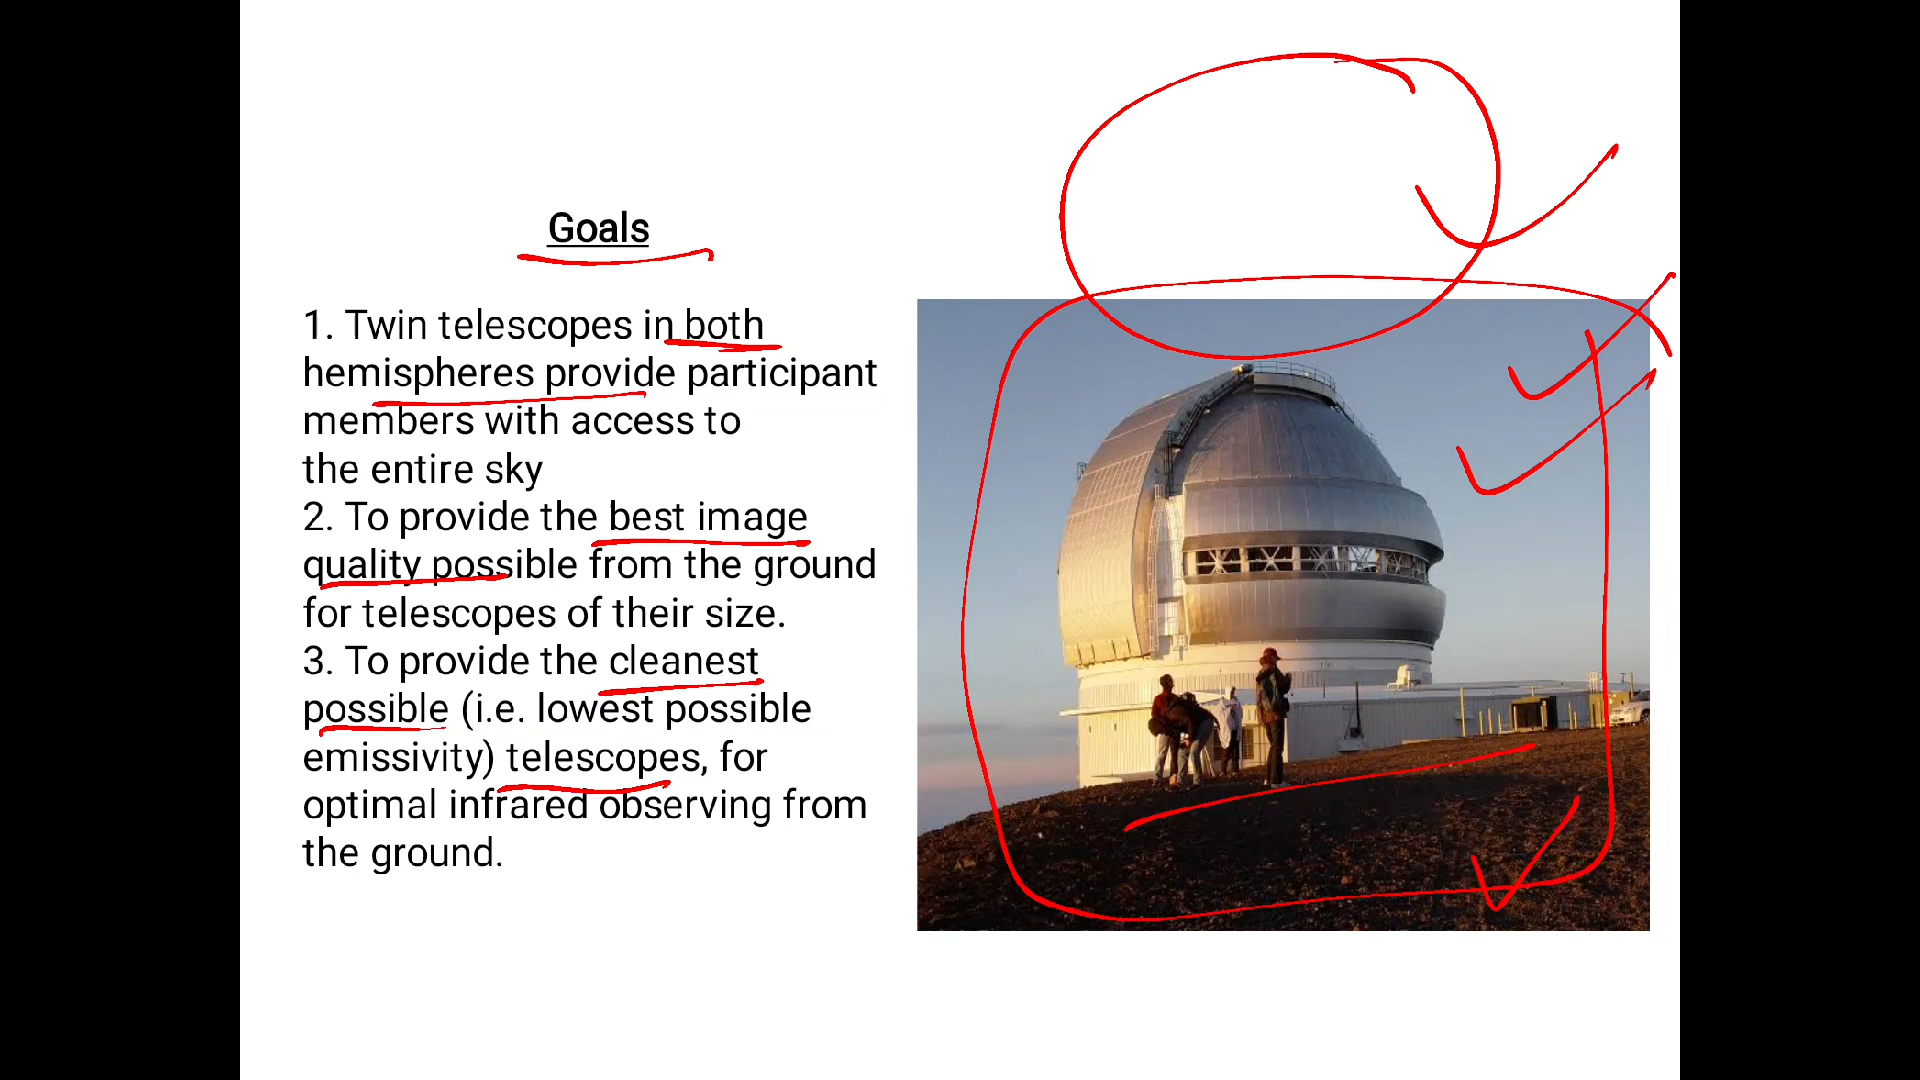 Goals
1. Twin telescopes in both
hemispheres provide participant
members with access to
the entire sky
2. To provide the best image
quality possible from the ground
for telescopes of their size.
3. To provide the cleanest
possible (i.e. lowest possible
emissivity) telescopes, for
optimal infrared observing from
the ground.